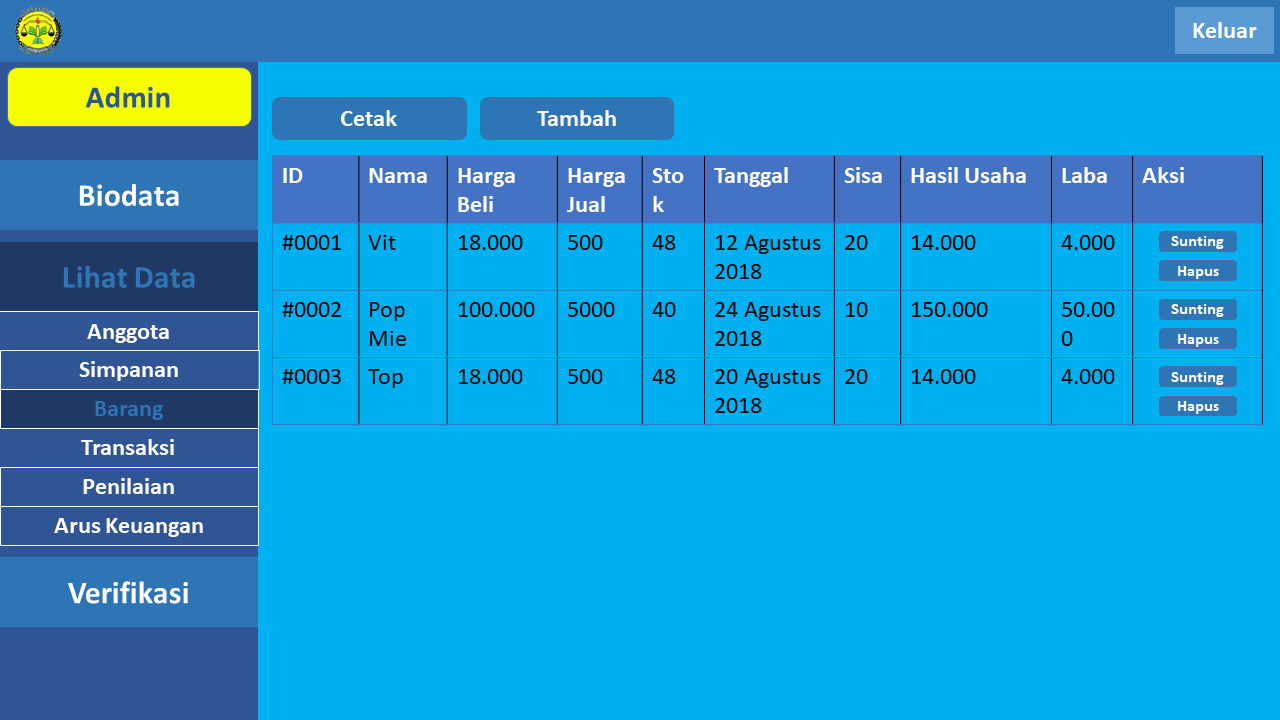 Keluar
Admin
Biodata
Lihat Data
Anggota
Simpanan
Barang
Transaksi
Penilaian
Arus Keuangan
Verifikasi
Cetak Tambah
ID Nama Harga Harga Sto Tanggal Sisa Hasil Usaha Laba Aksi
Beli Jual k
#0001 Vit 18.000 500 48 12 Agustus 20 14.000 4.000 Sunting
2018 Hapus
#0002 Pop 100.000 5000 40 24 Agustus 10 150.000 50.00 Sunting
Mie 2018 0 Hapus
#0003 Top 18.000 500 48 20 Agustus 20 14.000 4.000 Sunting
2018 Hapus